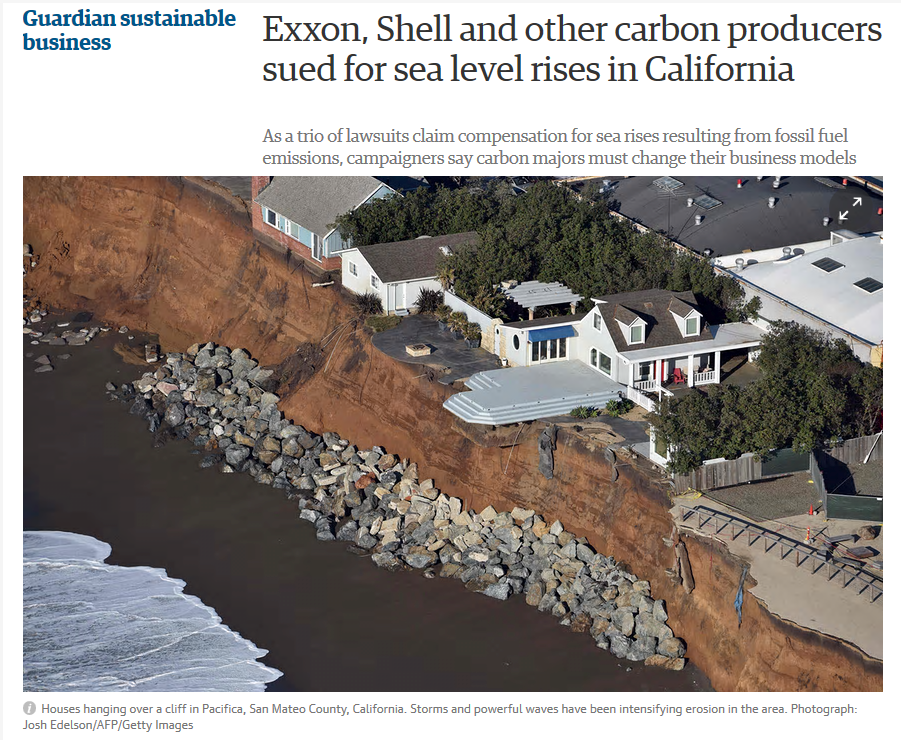 Guardian sustainable
business
Exxon, Shell and other carbon producers
sued for sea level rises in California
As a trio of lawsuits claim compensation for sea rises resulting from fossil fuel
emissions, campaigners say carbon majors must change their business models
Houses hanging over a cliff in Pacifica, San Mateo County, California. Storms and powerful waves have been intensifying erosion in the area. Photograph:
Josh Edelson/AFP/Getty Images